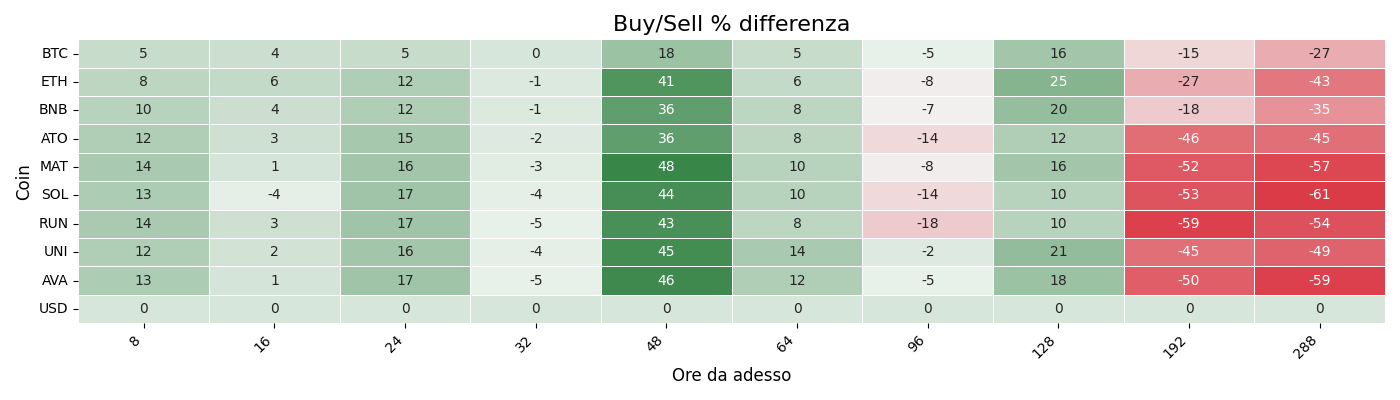 Buy/Sell % differenza
BTC 5 4 5 0 18 5 -5 16 -15 -27
ETH 8 6 12 -1 41 6 -8 25 -27 -43
BNB 10 4 12 -1 36 8 -7 20 -18 -35
ATO 12 3 15 -2 36 8 -14 12 -46 -45
MAT 14 1 16 -3 48 10 -8 16 -52 -57
SOL 13 -4 17 -4 44 10 -14 10 -53 -61
RUN 14 3 17 -5 43 8 -18 10 -59 -54
UNI 12 2 16 -4 45 14 -2 21 -45 -49
AVA 13 1 17 -5 46 12 -5 18 -50 -59
USD 0 0 0 0 0 0 0 0 0 0
Coin
8 16 24 32 48 64 96 128 192 288
Ore da adesso